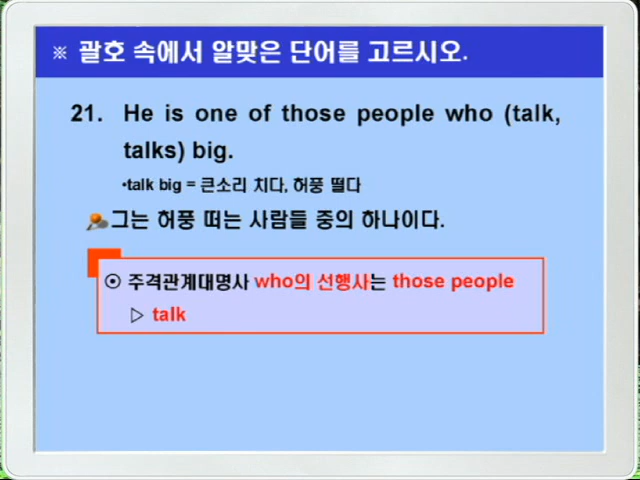 ※ 괄호 속에서 알맞은 단어를 고르시오.
21. He is one of those people who (talk,
talks) big.
•talk big = 큰소리 치다, 허풍 떨다
그는 허풍 떠는 사람들 중의 하나이다.
⊙ 주격관계대명사 who의 선행사는 those people
▷ talk